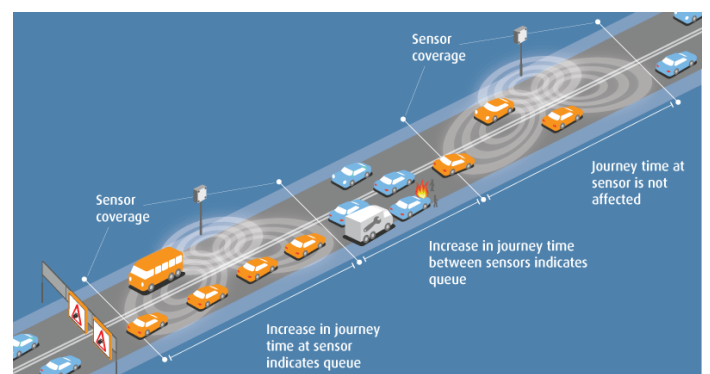 Sensor
coverage
Sensor
coverage
Journey time at
sensor is not
affected
Increase in journey time
between sensors indicates
queue
Increase in journey
time at sensor
indicates queue